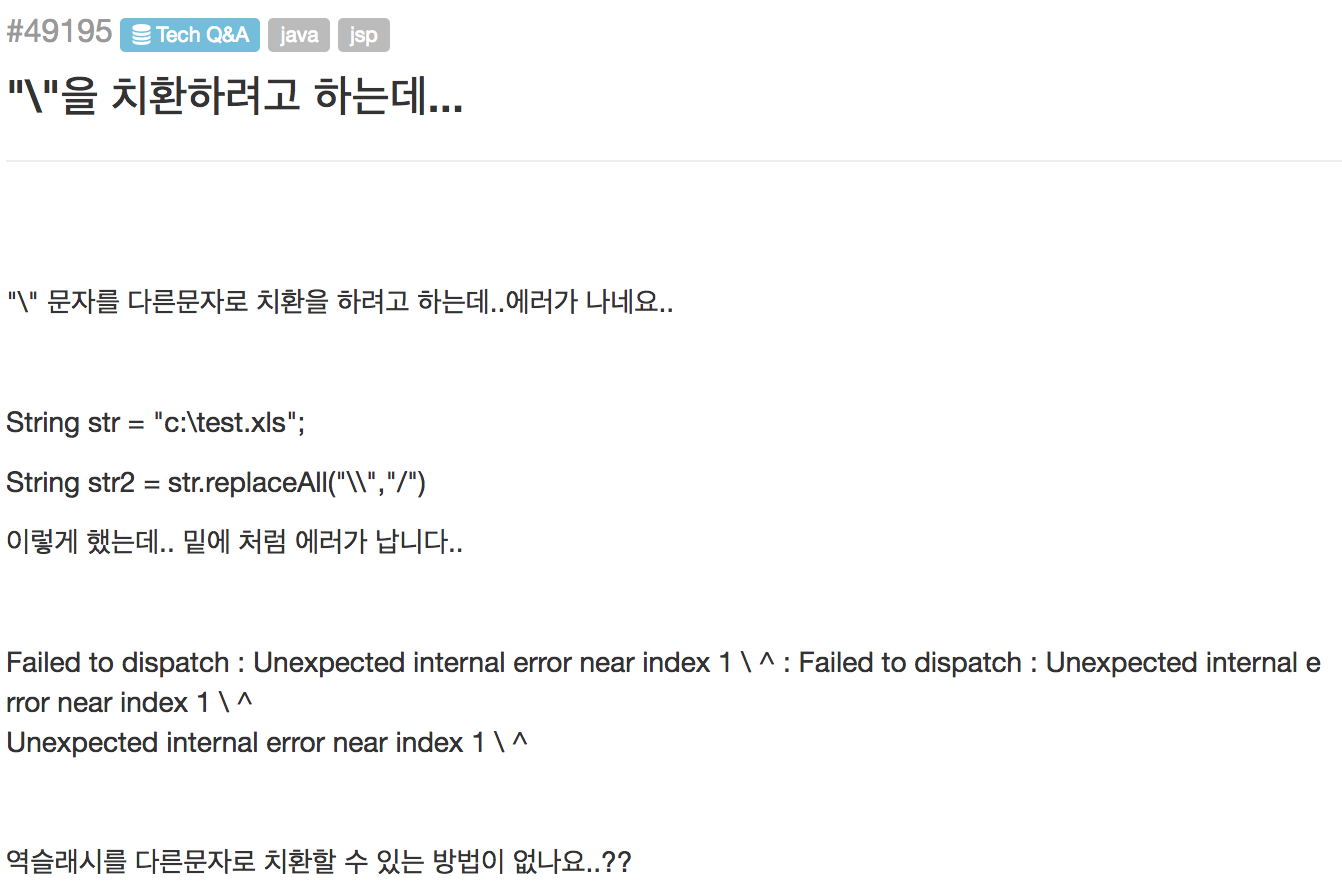 #49195 Tech Q&A java jsp
"\"을 치환하려고 하는데...
"\" 문자를 다른문자로 치환을 하려고 하는데..에러가 나네요..
String str = "c:\test.xls";
String str2 = str.replaceAll("\\","/")
이렇게 했는데.. 밑에 처럼 에러가 납니다..
Failed to dispatch : Unexpected internal error near index 1 \ ^ : Failed to dispatch : Unexpected internal e
rror near index 1 \ ^
Unexpected internal error near index 1 \ ^
역슬래시를 다른문자로 치환할 수 있는 방법이 없나요..??